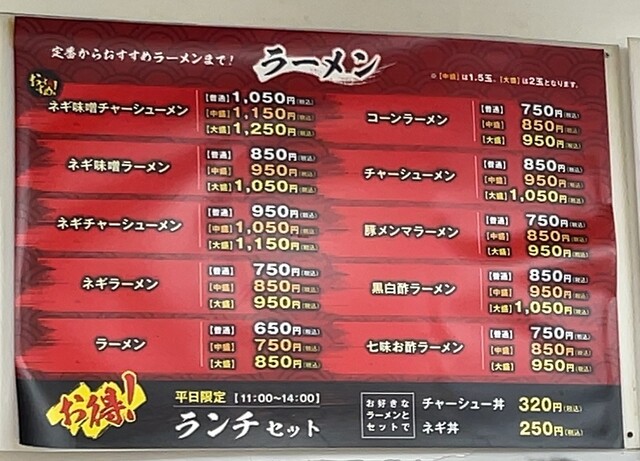 定番からおすすめラーメンまで!
ラーメン
※【中盛】は1.5玉、【大盛】は2玉となります。
おすすめ!
ネギ味噌チャーシューメン
【普通】1,050円(税込)
【中盛】1,150円(税込)
【大盛】1,250円(税込)
ネギ味噌ラーメン
【普通】850円(税込)
【中盛】950円(税込)
【大盛】1,050円(税込)
ネギチャーシューメン
【普通】950円(税込)
【中盛】1,050円(税込)
【大盛】1,150円(税込)
ネギラーメン
【普通】750円(税込)
【中盛】850円(税込)
【大盛】950円(税込)
ラーメン
【普通】650円(税込)
【中盛】750円(税込)
【大盛】850円(税込)
コーンラーメン
【普通】750円(税込)
【中盛】850円(税込)
【大盛】950円(税込)
チャーシューメン
【普通】850円(税込)
【中盛】950円(税込)
【大盛】1,050円(税込)
豚メンマラーメン
【普通】750円(税込)
【中盛】850円(税込)
【大盛】950円(税込)
黒白酢ラーメン
【普通】850円(税込)
【中盛】950円(税込)
【大盛】1,050円(税込)
七味お酢ラーメン
【普通】750円(税込)
【中盛】850円(税込)
【大盛】950円(税込)
お得!
平日限定【11:00~14:00】
ランチセット
お好きな
ラーメンと
セットで
チャーシュー丼 320円(税込)
ネギ丼 250円(税込)